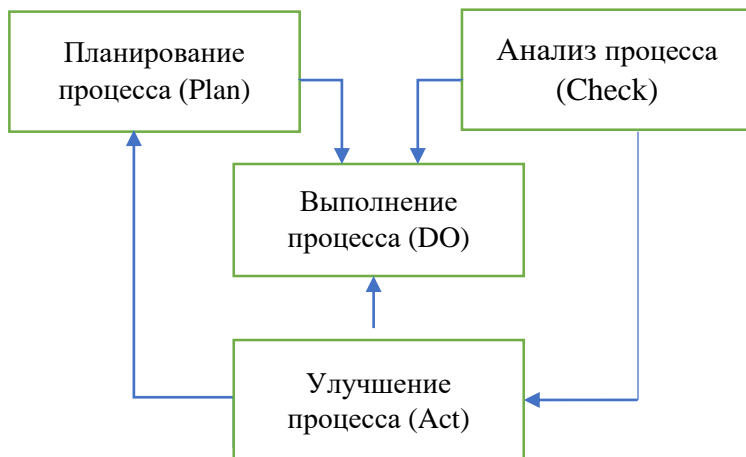 Планирование
процесса (Plan)
Анализ процесса
(Check)
Выполнение
процесса (DO)
Улучшение
процесса (Act)